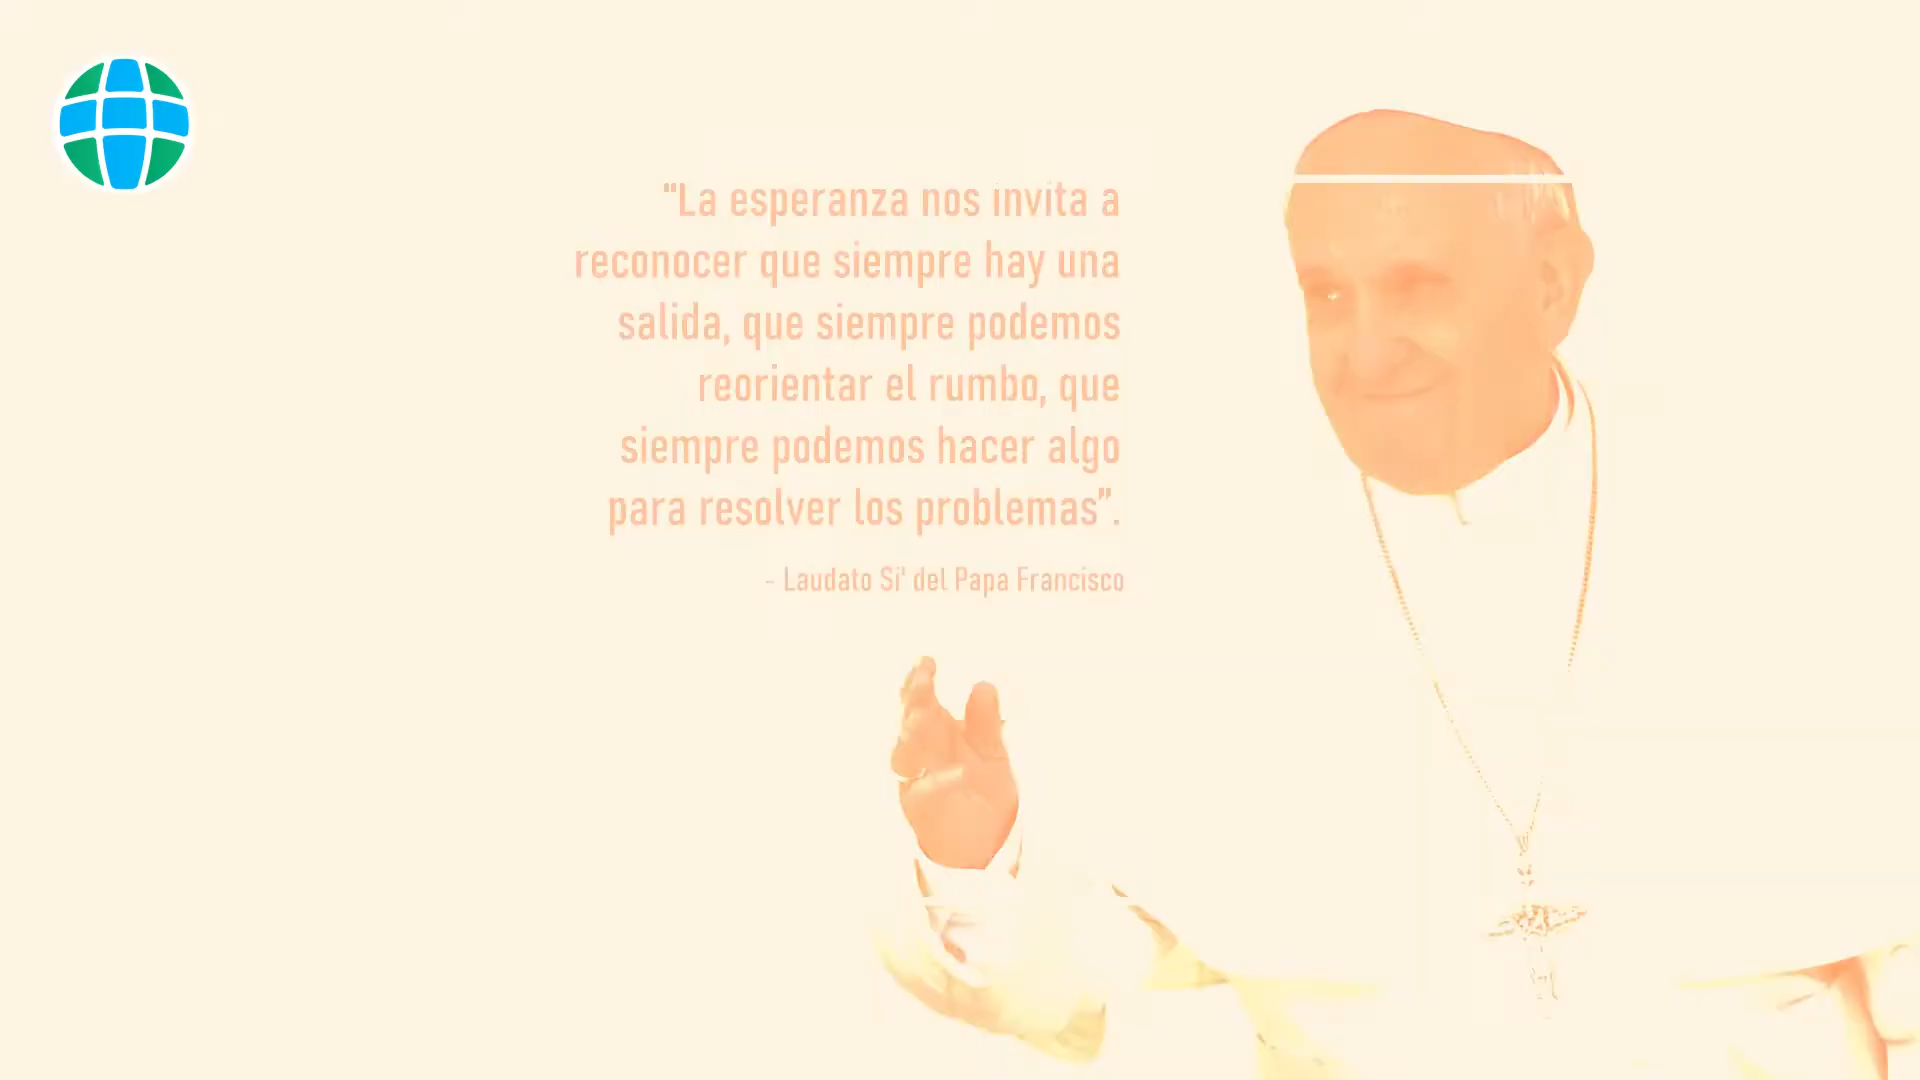 “La esperanza nos invita a
reconocer que siempre hay una
salida, que siempre podemos
reorientar el rumbo, que
siempre podemos hacer algo
para resolver los problemas”.
- Laudato Si' del Papa Francisco